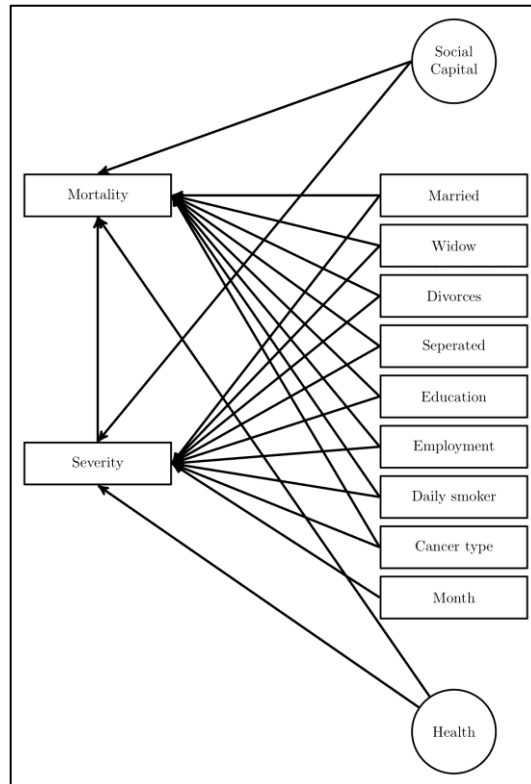 Social
Capital
Mortality
Married
Widow
Divorces
Seperated
Education
Employment
Severity
Daily smoker
Cancer type
Month
Health